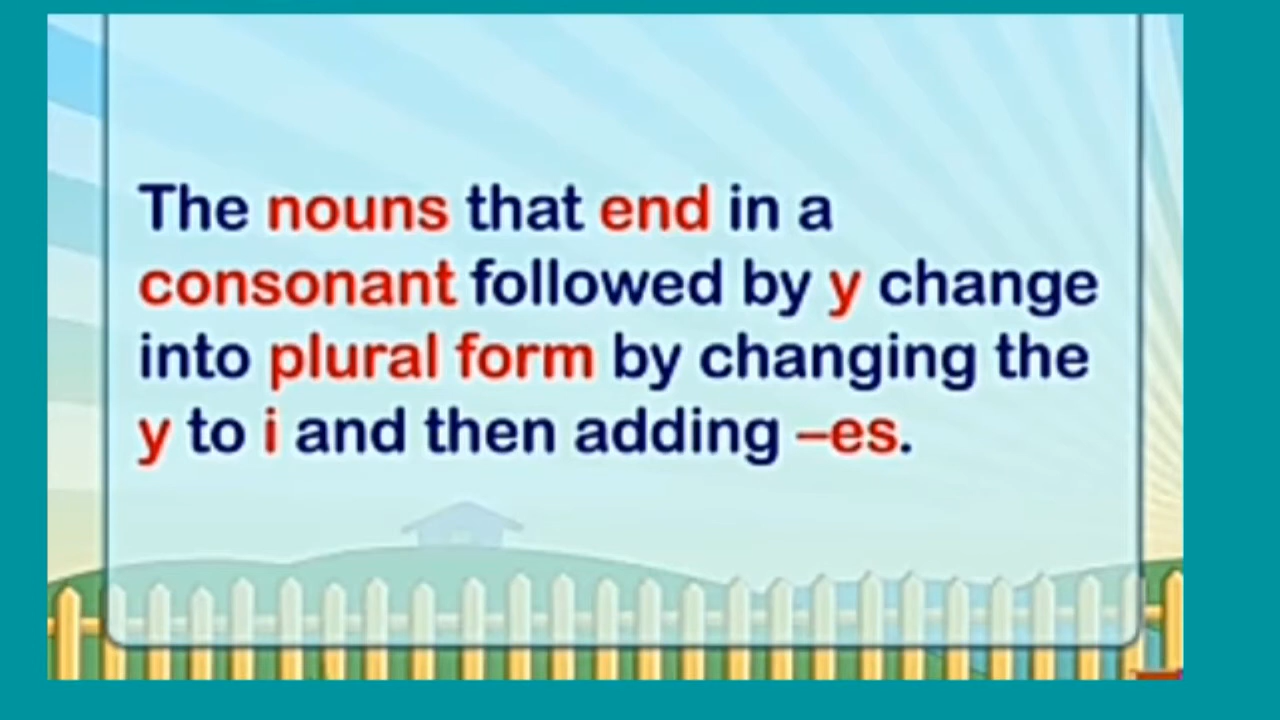 The nouns that end in a
consonant followed by y change
into plural form by changing the
y to i and then adding –es.